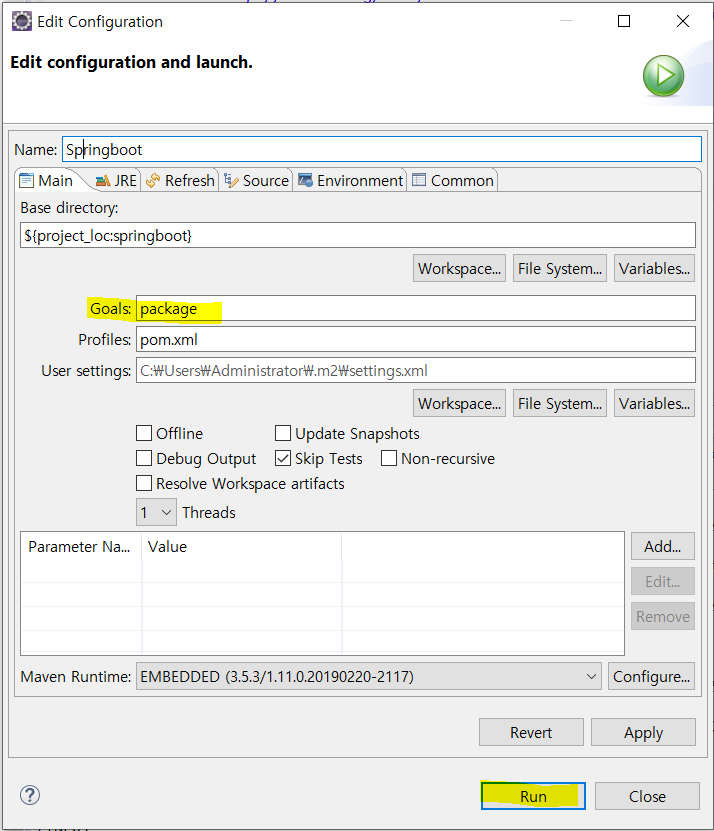 Edit Configuration
Edit configuration and launch.
Name: Springboot
Main JRE Refresh Source Environment Common
Base directory:
${project_loc:springboot}
Workspace... File System... Variables...
Goals: package
Profiles: pom.xml
User settings: C:₩Users₩Administrator₩.m2₩settings.xml
Workspace... File System... Variables...
Offline Update Snapshots
Debug Output Skip Tests Non-recursive
Resolve Workspace artifacts
1 Threads
Parameter Na... Value Add...
Edit...
Remove
Maven Runtime: EMBEDDED (3.5.3/1.11.0.20190220-2117) Configure...
Revert Apply
? Run Close